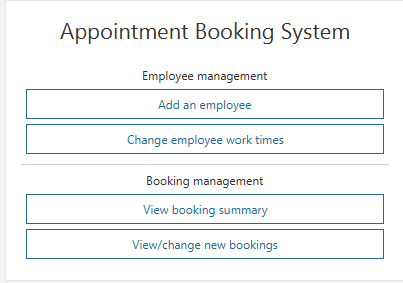 Appointment Booking System
Employee management
Add an employee
Change employee work times
Booking management
View booking summary
View/change new bookings